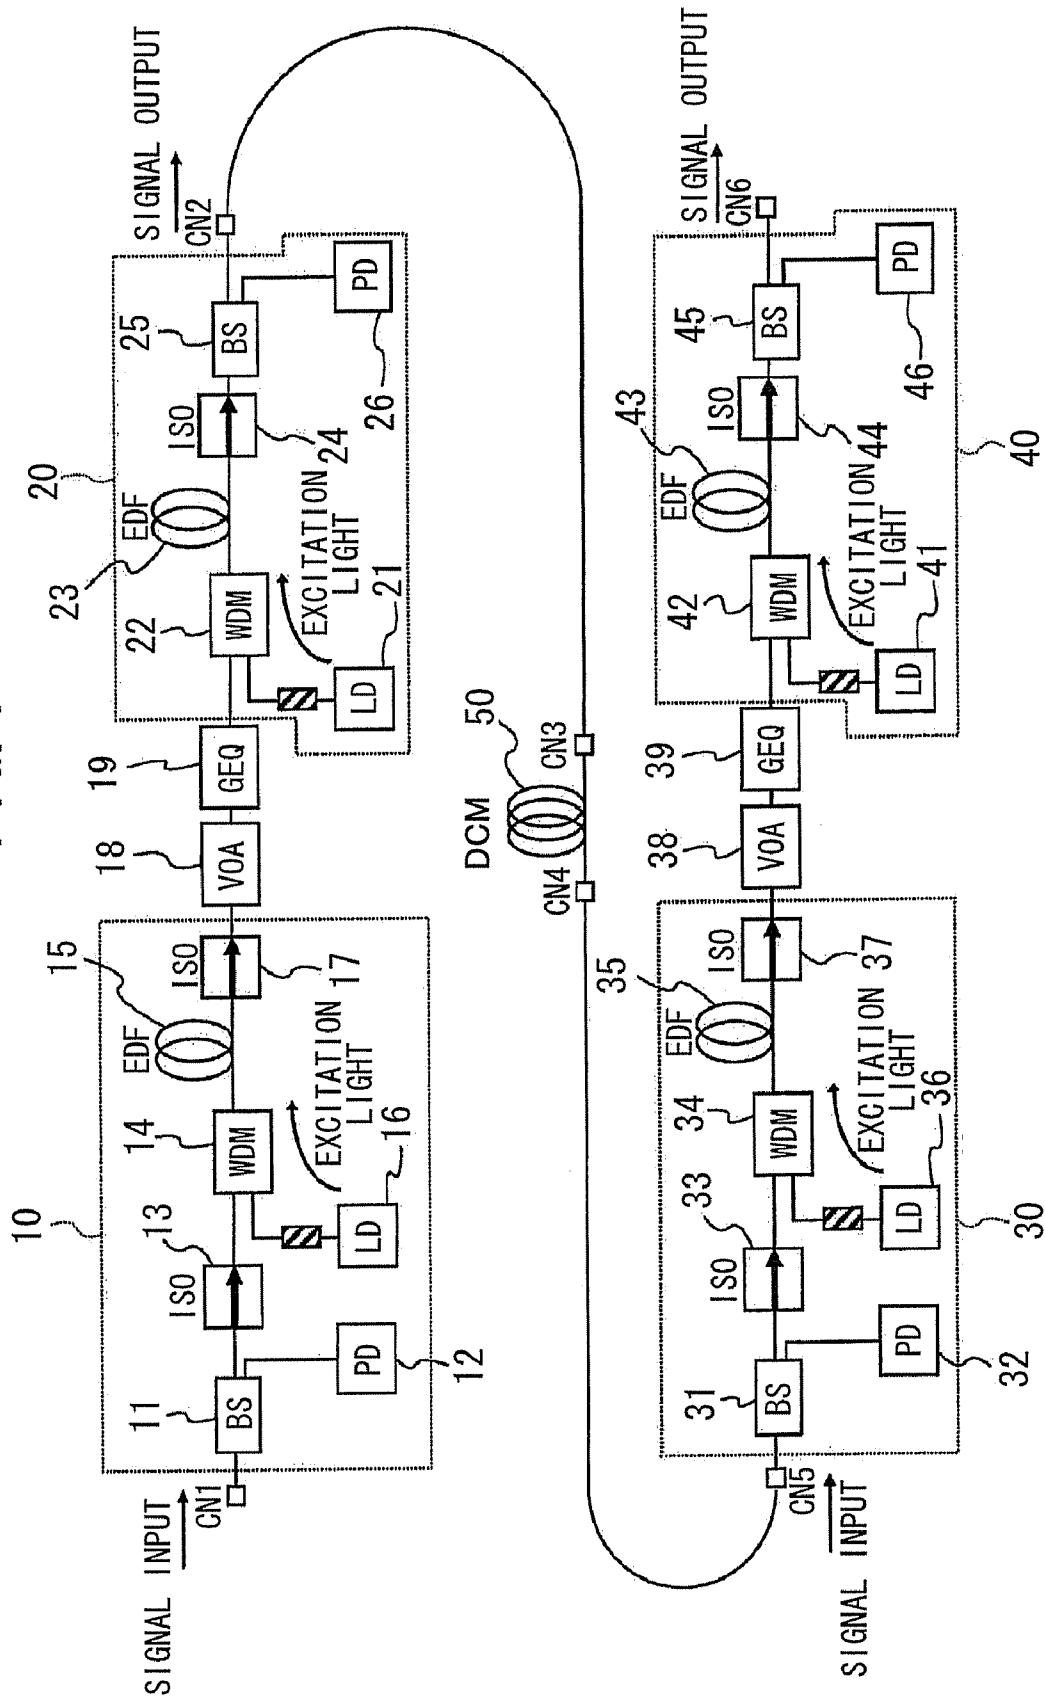 10
20
SIGNAL INPUT
CN1
11
BS
PD
12
ISO
13
14
WDM
LD
16
EXCITATION
LIGHT
EDF
15
ISO
17
18
VOA
19
GEQ
22
WDM
LD
21
EXCITATION
LIGHT
23
EDF
ISO
24
25
BS
PD
26
CN2
SIGNAL OUTPUT
DCM
50
CN4
CN3
SIGNAL INPUT
CN5
31
BS
PD
32
ISO
33
34
WDM
LD
36
EXCITATION
LIGHT
EDF
35
ISO
37
38
VOA
39
GEQ
42
WDM
LD
41
EXCITATION
LIGHT
EDF
43
ISO
44
45
BS
PD
46
CN6
SIGNAL OUTPUT
30
40